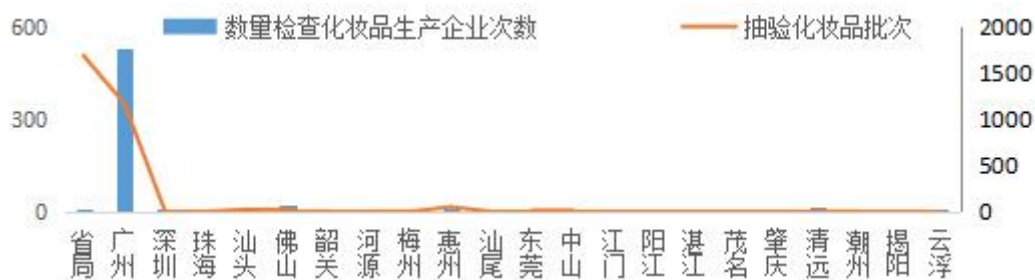 600
300
0
数量检查化妆品生产企业次数
抽验化妆品批次
2000
1500
1000
500
0
省局
广州
深圳
珠海
汕头
佛山
韶关
河源
梅州
惠州
汕尾
东莞
中山
江门
阳江
湛江
茂名
肇庆
清远
潮州
揭阳
云浮